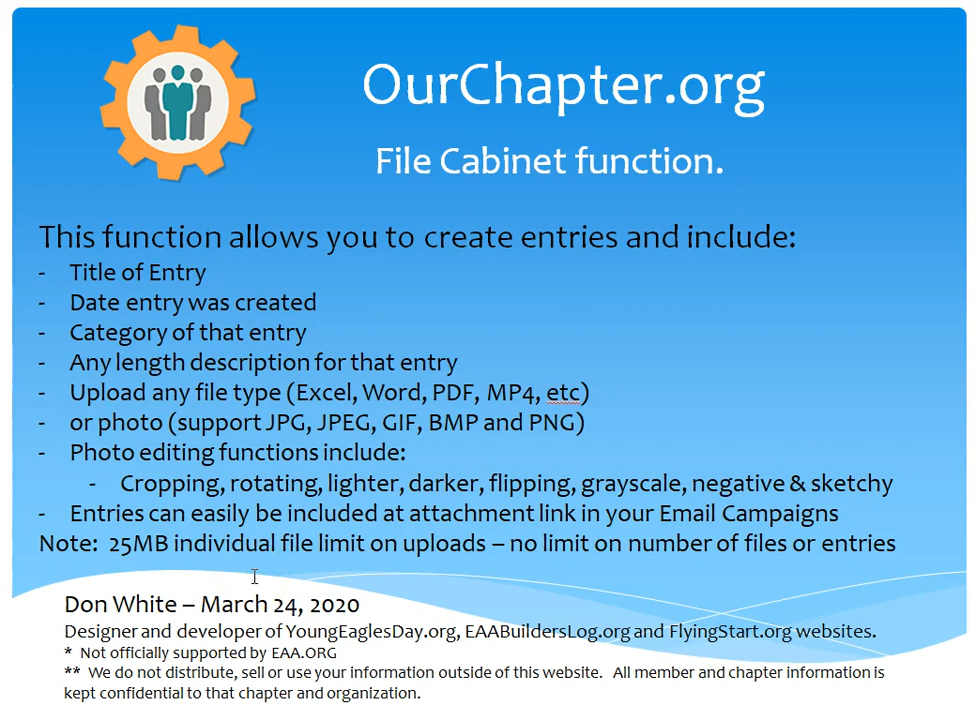 OurChapter.org
File Cabinet function.
This function allows you to create entries and include:
- Title of Entry
- Date entry was created
- Category of that entry
- Any length description for that entry
- Upload any file type (Excel, Word, PDF, MP4, etc)
- or photo (support JPG, JPEG, GIF, BMP and PNG)
- Photo editing functions include:
- Cropping, rotating, lighter, darker, flipping, grayscale, negative & sketchy
- Entries can easily be included at attachment link in your Email Campaigns
Note: 25MB individual file limit on uploads – no limit on number of files or entries
Don White – March 24, 2020
Designer and developer of YoungEaglesDay.org, EAABuildersLog.org and FlyingStart.org websites.
* Not officially supported by EAA.ORG
** We do not distribute, sell or use your information outside of this website. All member and chapter information is
kept confidential to that chapter and organization.